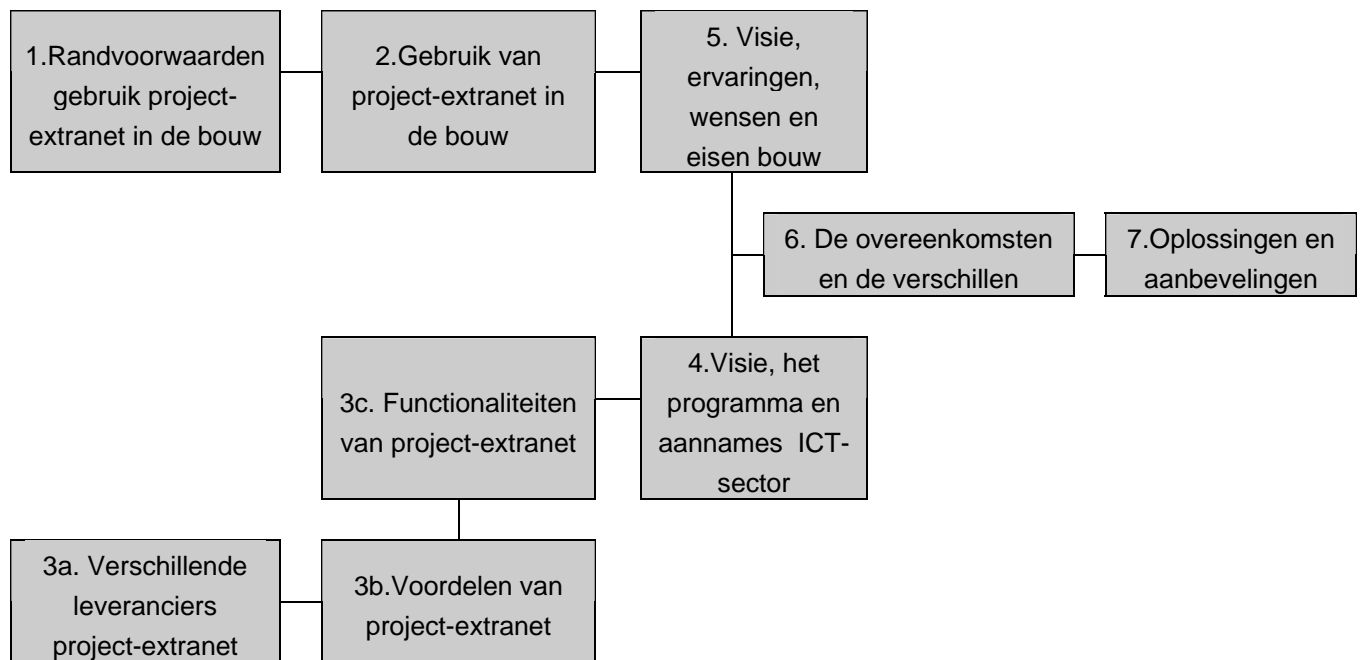 1.Randvoorwaarden
gebruik project-
extranet in de bouw
2.Gebruik van
project-extranet in
de bouw
5. Visie,
ervaringen,
wensen en
eisen bouw
6. De overeenkomsten
en de verschillen
7.Oplossingen en
aanbevelingen
3c. Functionaliteiten
van project-extranet
4.Visie, het
programma en
aannames  ICT-
sector
3a. Verschillende
leveranciers
project-extranet
3b.Voordelen van
project-extranet